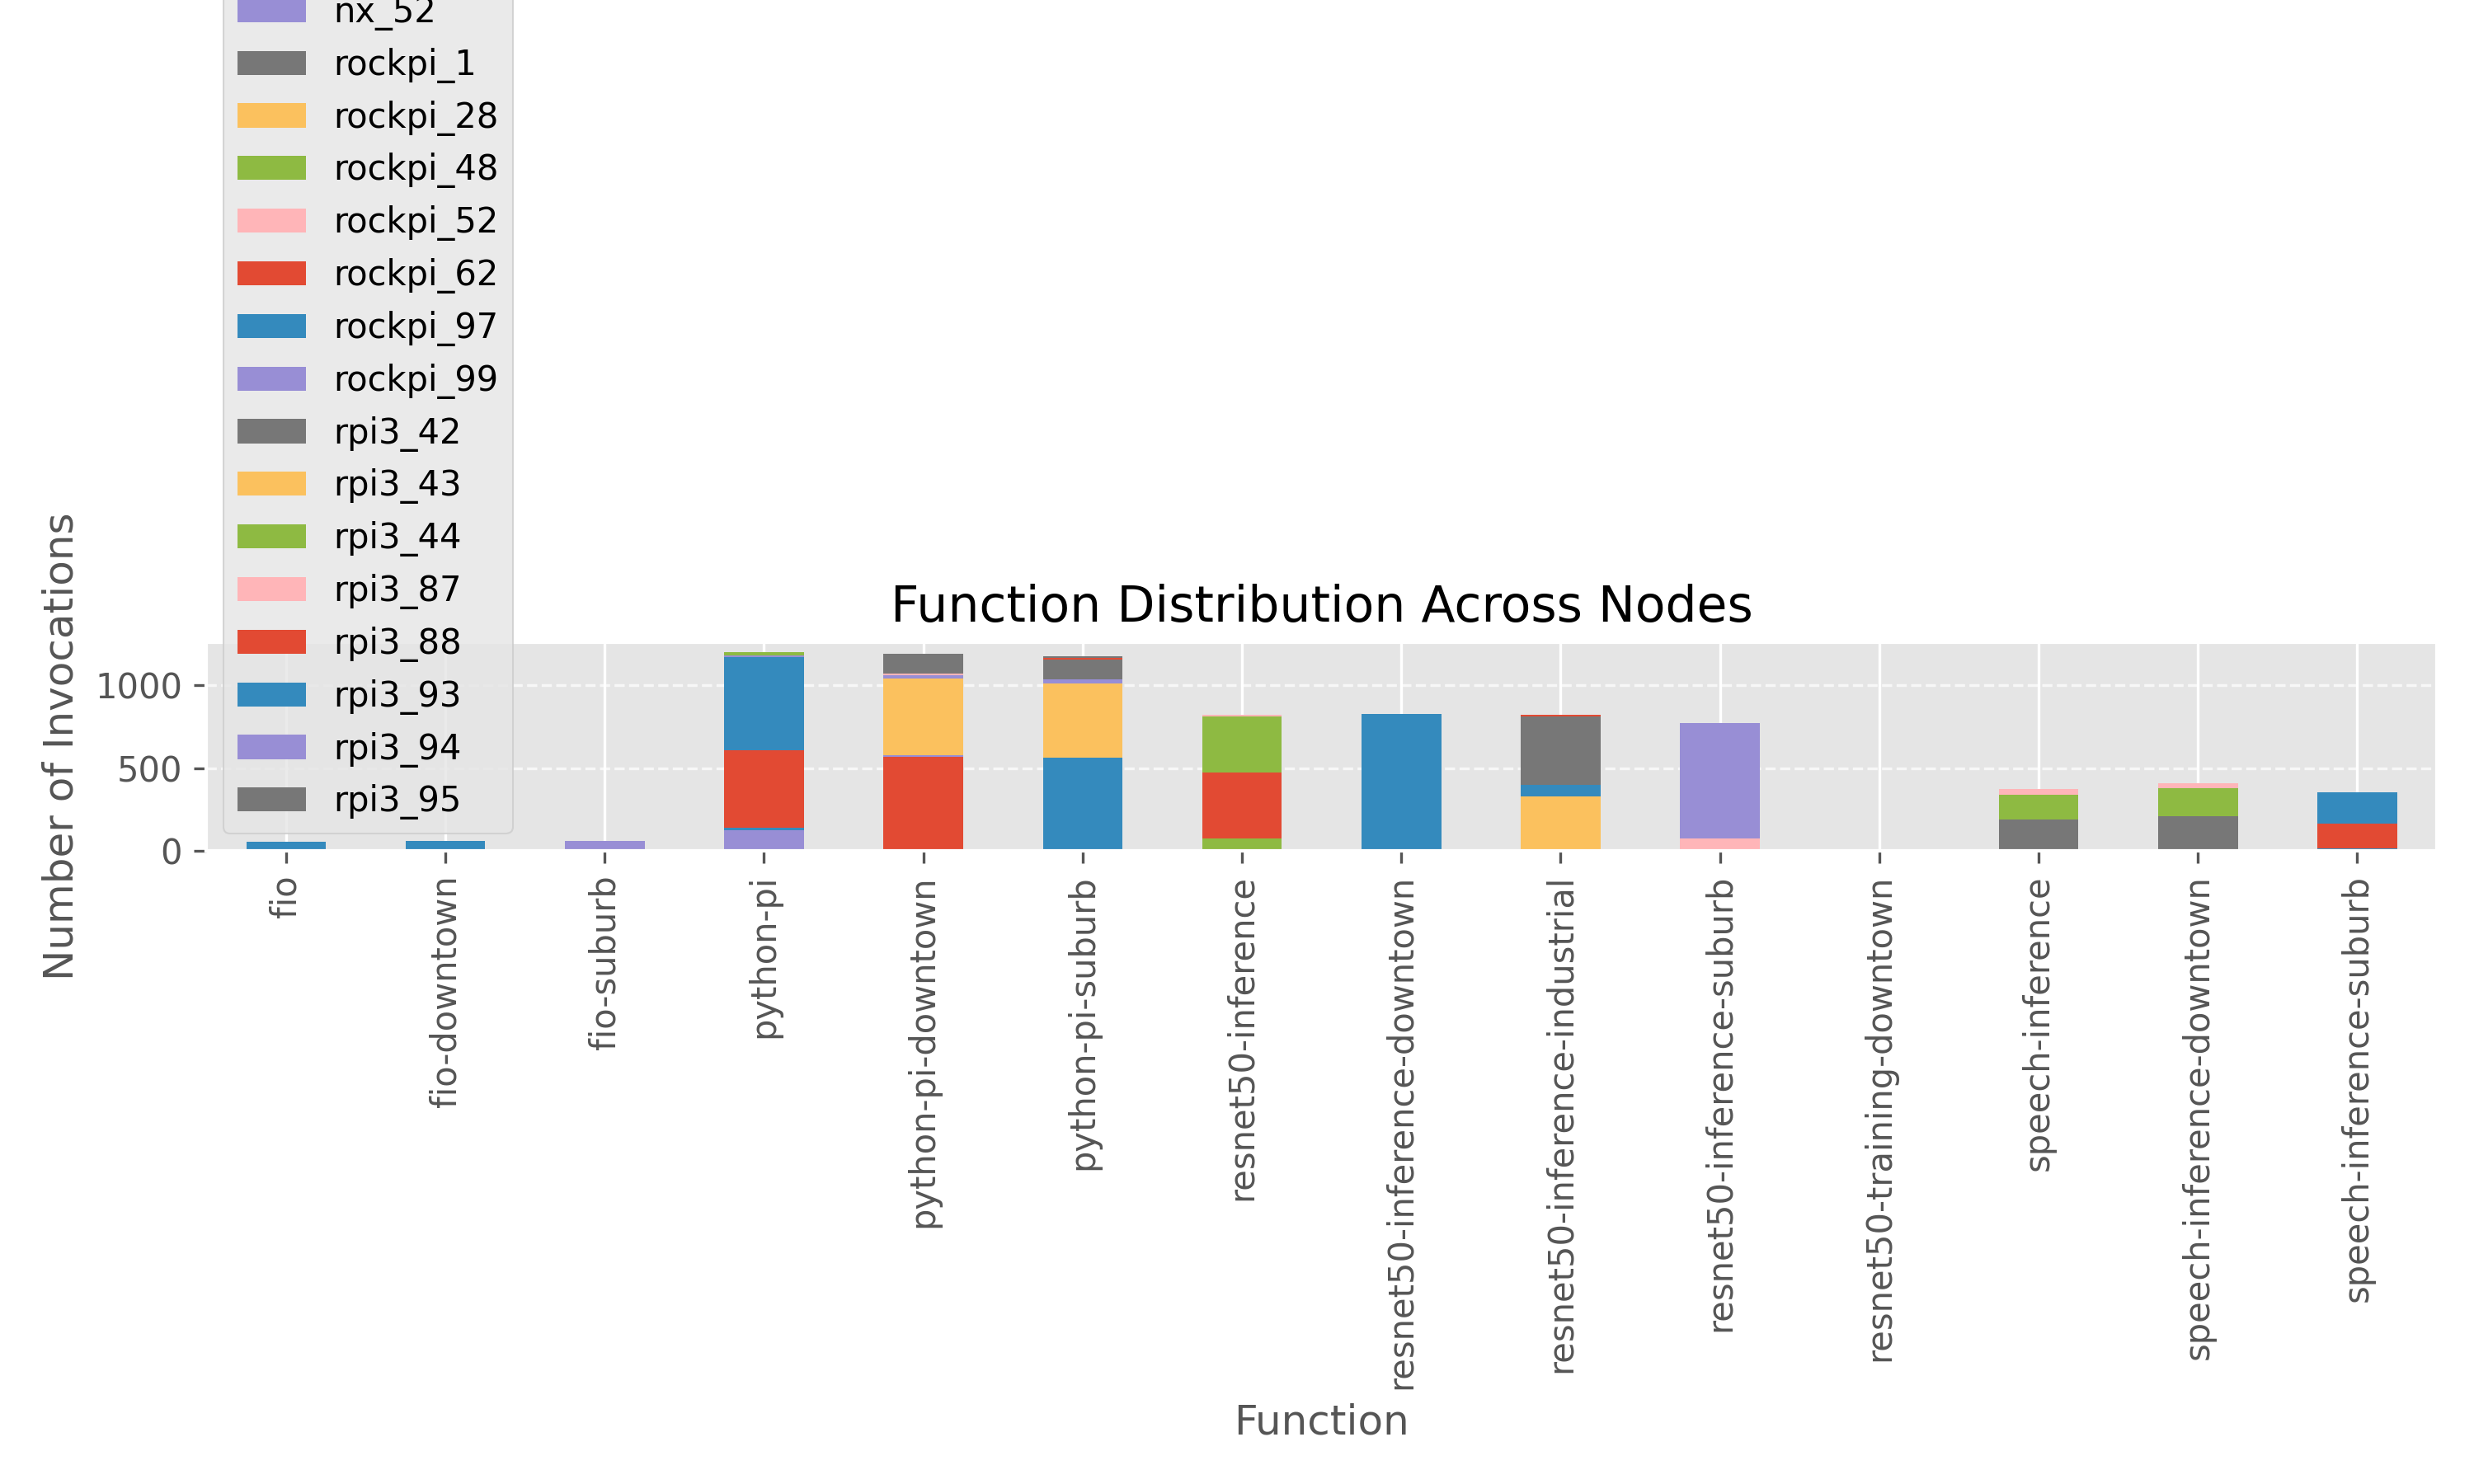 nx_52
rockpi_1
rockpi_28
rockpi_48
rockpi_52
rockpi_62
rockpi_97
rockpi_99
rpi3_42
rpi3_43
rpi3_44
rpi3_87
rpi3_88
rpi3_93
rpi3_94
rpi3_95
Function Distribution Across Nodes
Number of Invocations
1000
500
0
fio
fio-downtown
fio-suburb
python-pi
python-pi-downtown
python-pi-suburb
resnet50-inference
resnet50-inference-downtown
resnet50-inference-industrial
resnet50-inference-suburb
resnet50-training-downtown
speech-inference
speech-inference-downtown
speech-inference-suburb
Function